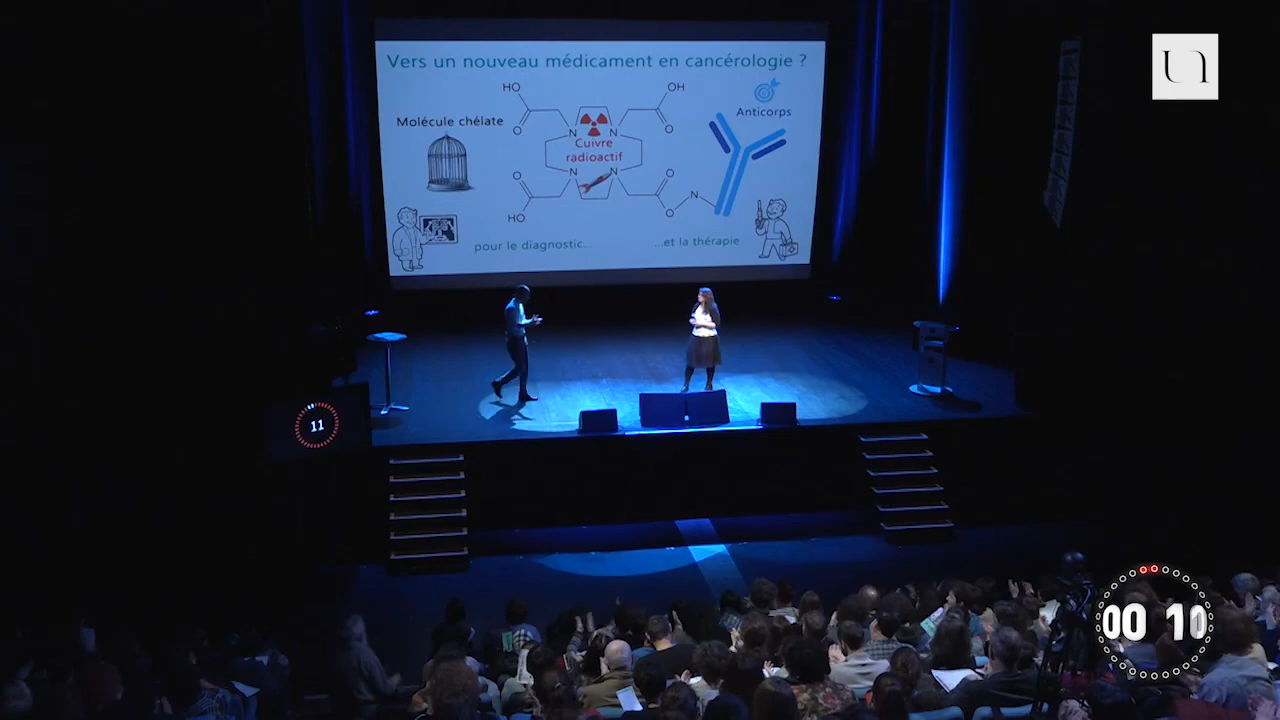 Vers un nouveau médicament en cancérologie ?
HO
OH
Anticorps
Molécule chélate
O
O
N
N
Cuivre
radioactif
O
N
N
O
N
HO
O
pour le diagnostic...
...et la thérapie
11
00 10
UN